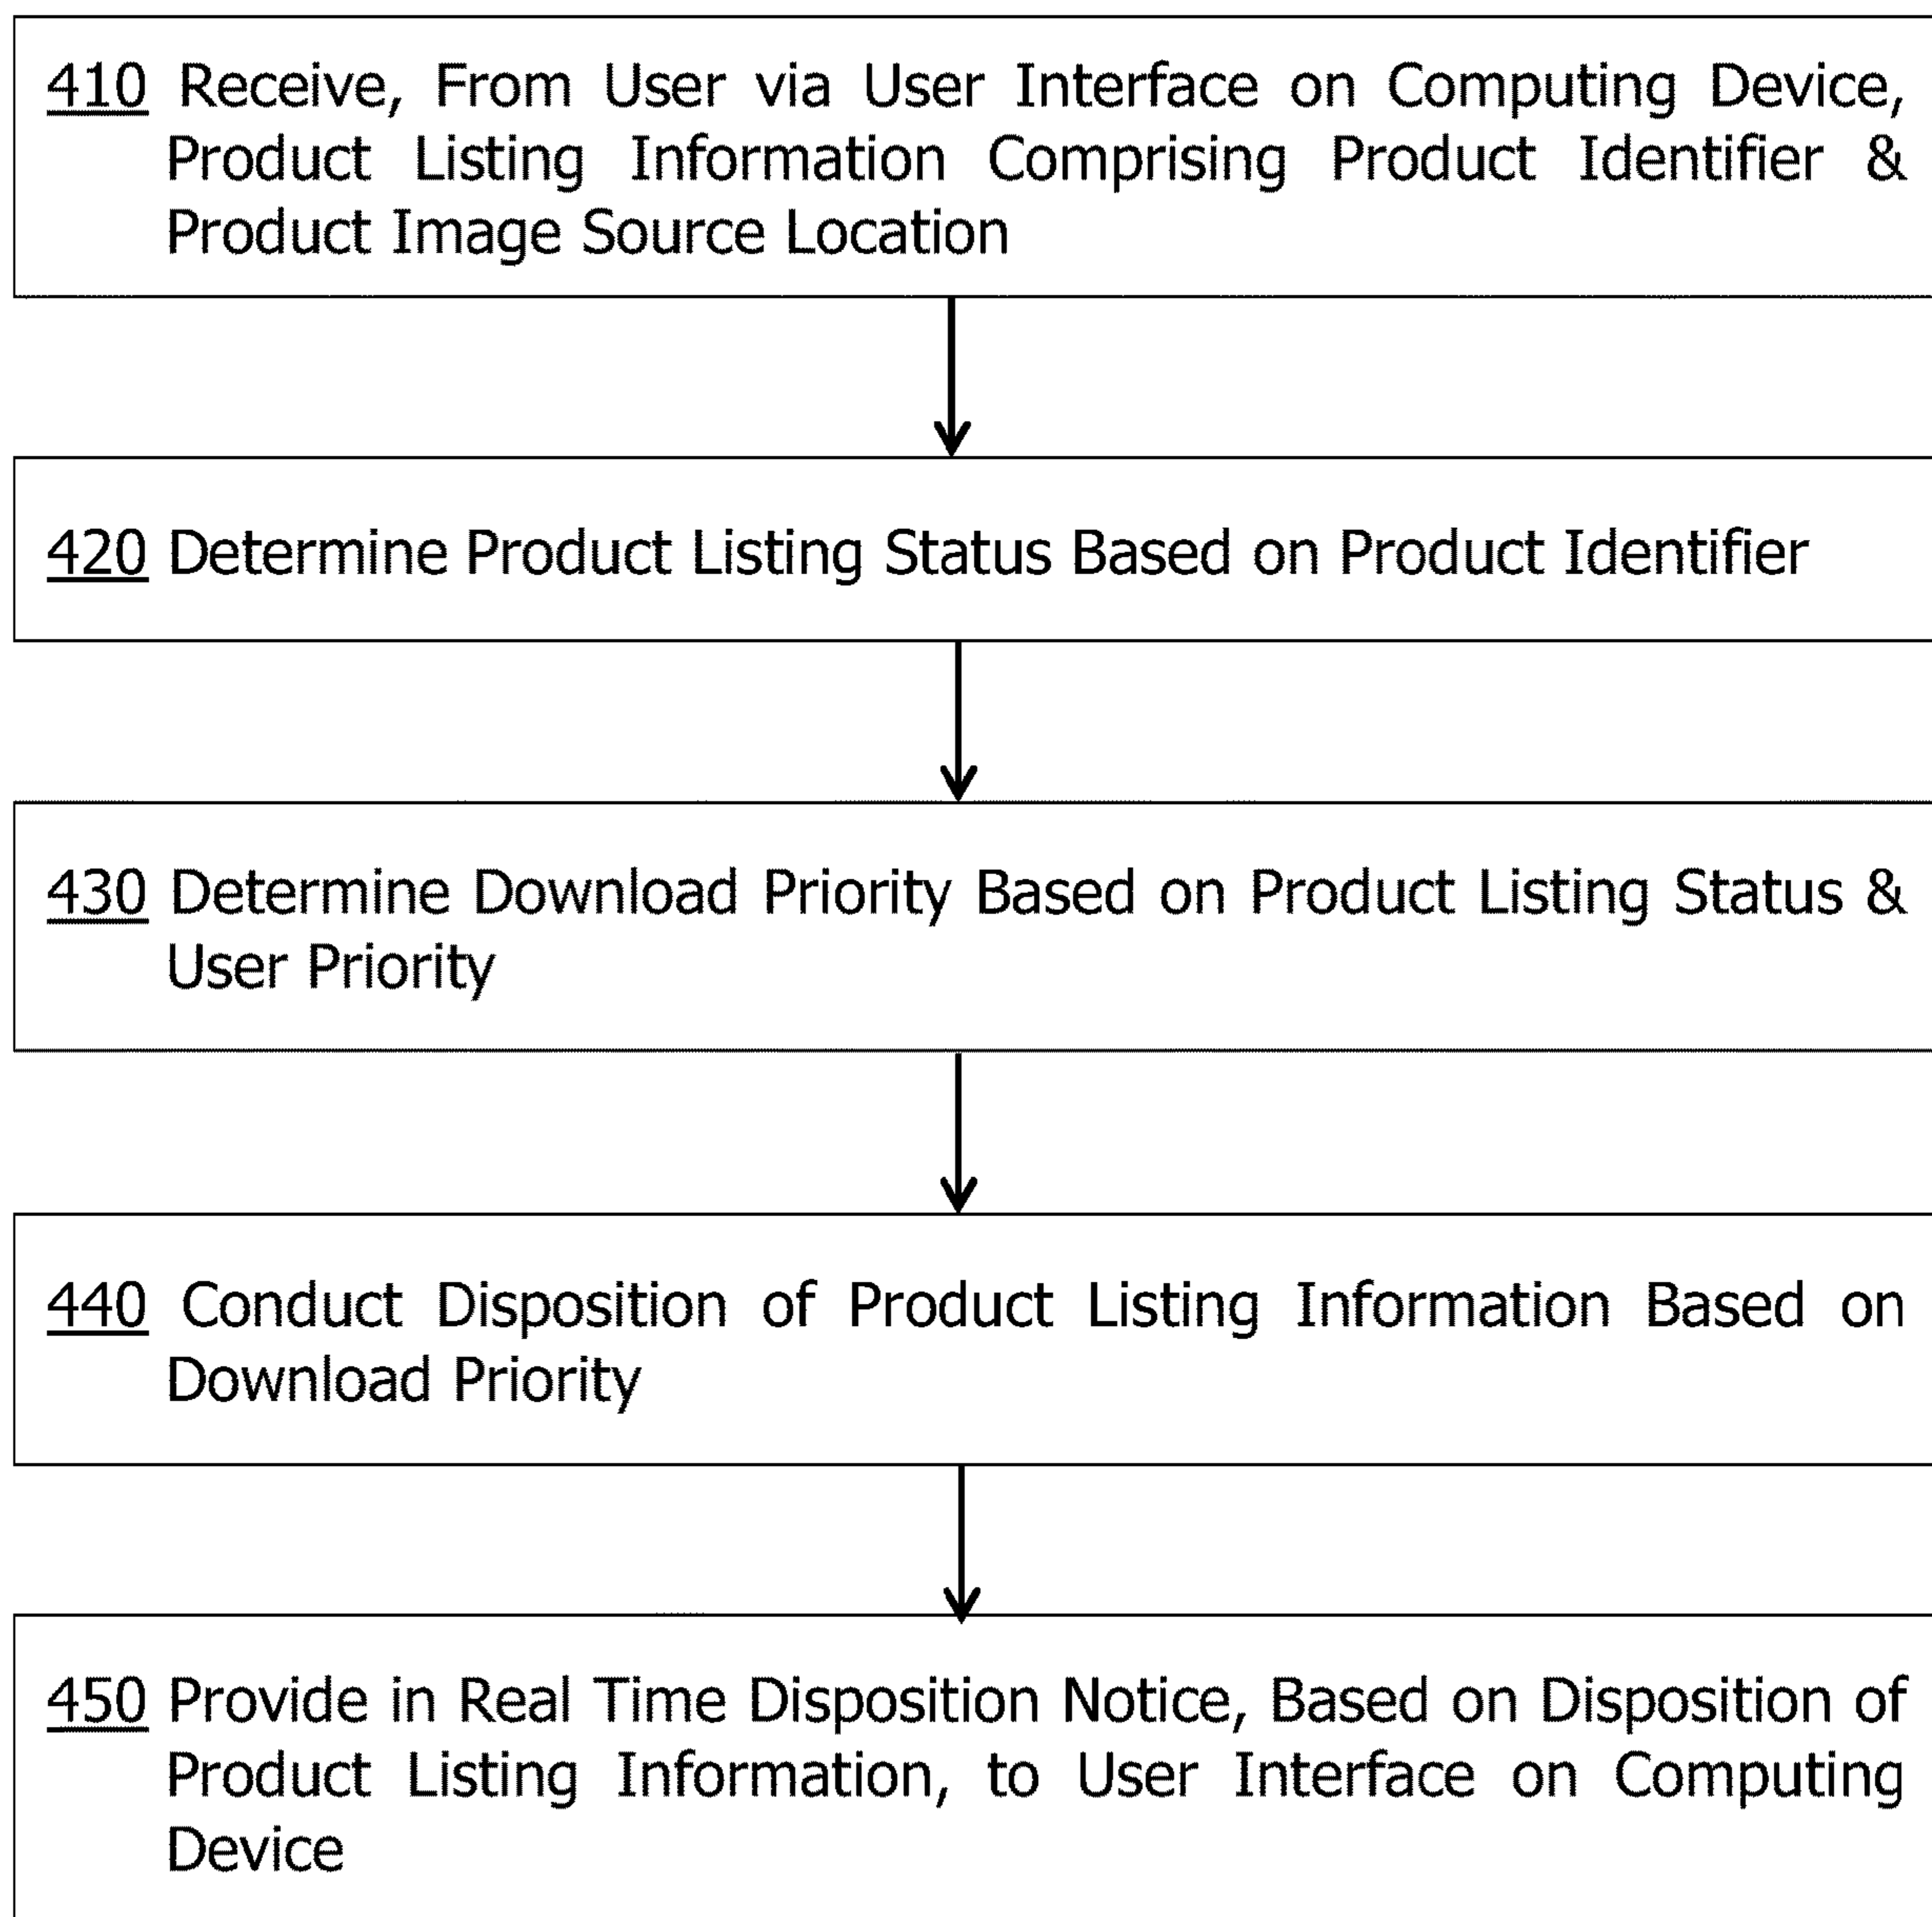 410 Receive, From User via User Interface on Computing Device,
Product Listing Information Comprising Product Identifier &
Product Image Source Location
420 Determine Product Listing Status Based on Product Identifier
430 Determine Download Priority Based on Product Listing Status &
User Priority
440 Conduct Disposition of Product Listing Information Based on
Download Priority
450 Provide in Real Time Disposition Notice, Based on Disposition of
Product Listing Information, to User Interface on Computing
Device